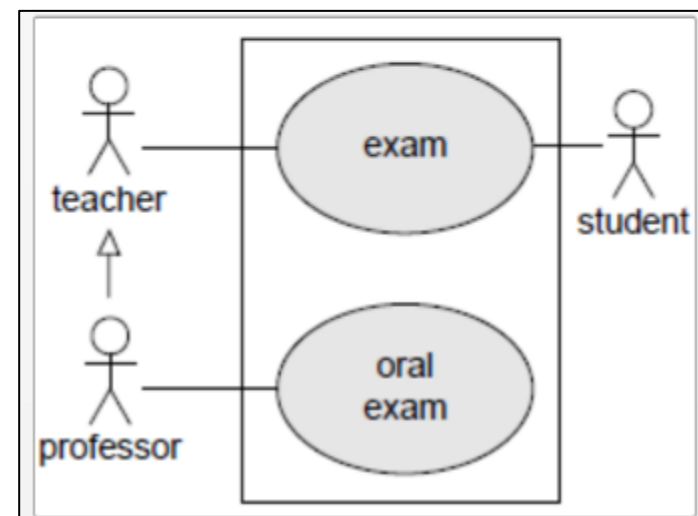 exam
teacher
student
oral
exam
professor